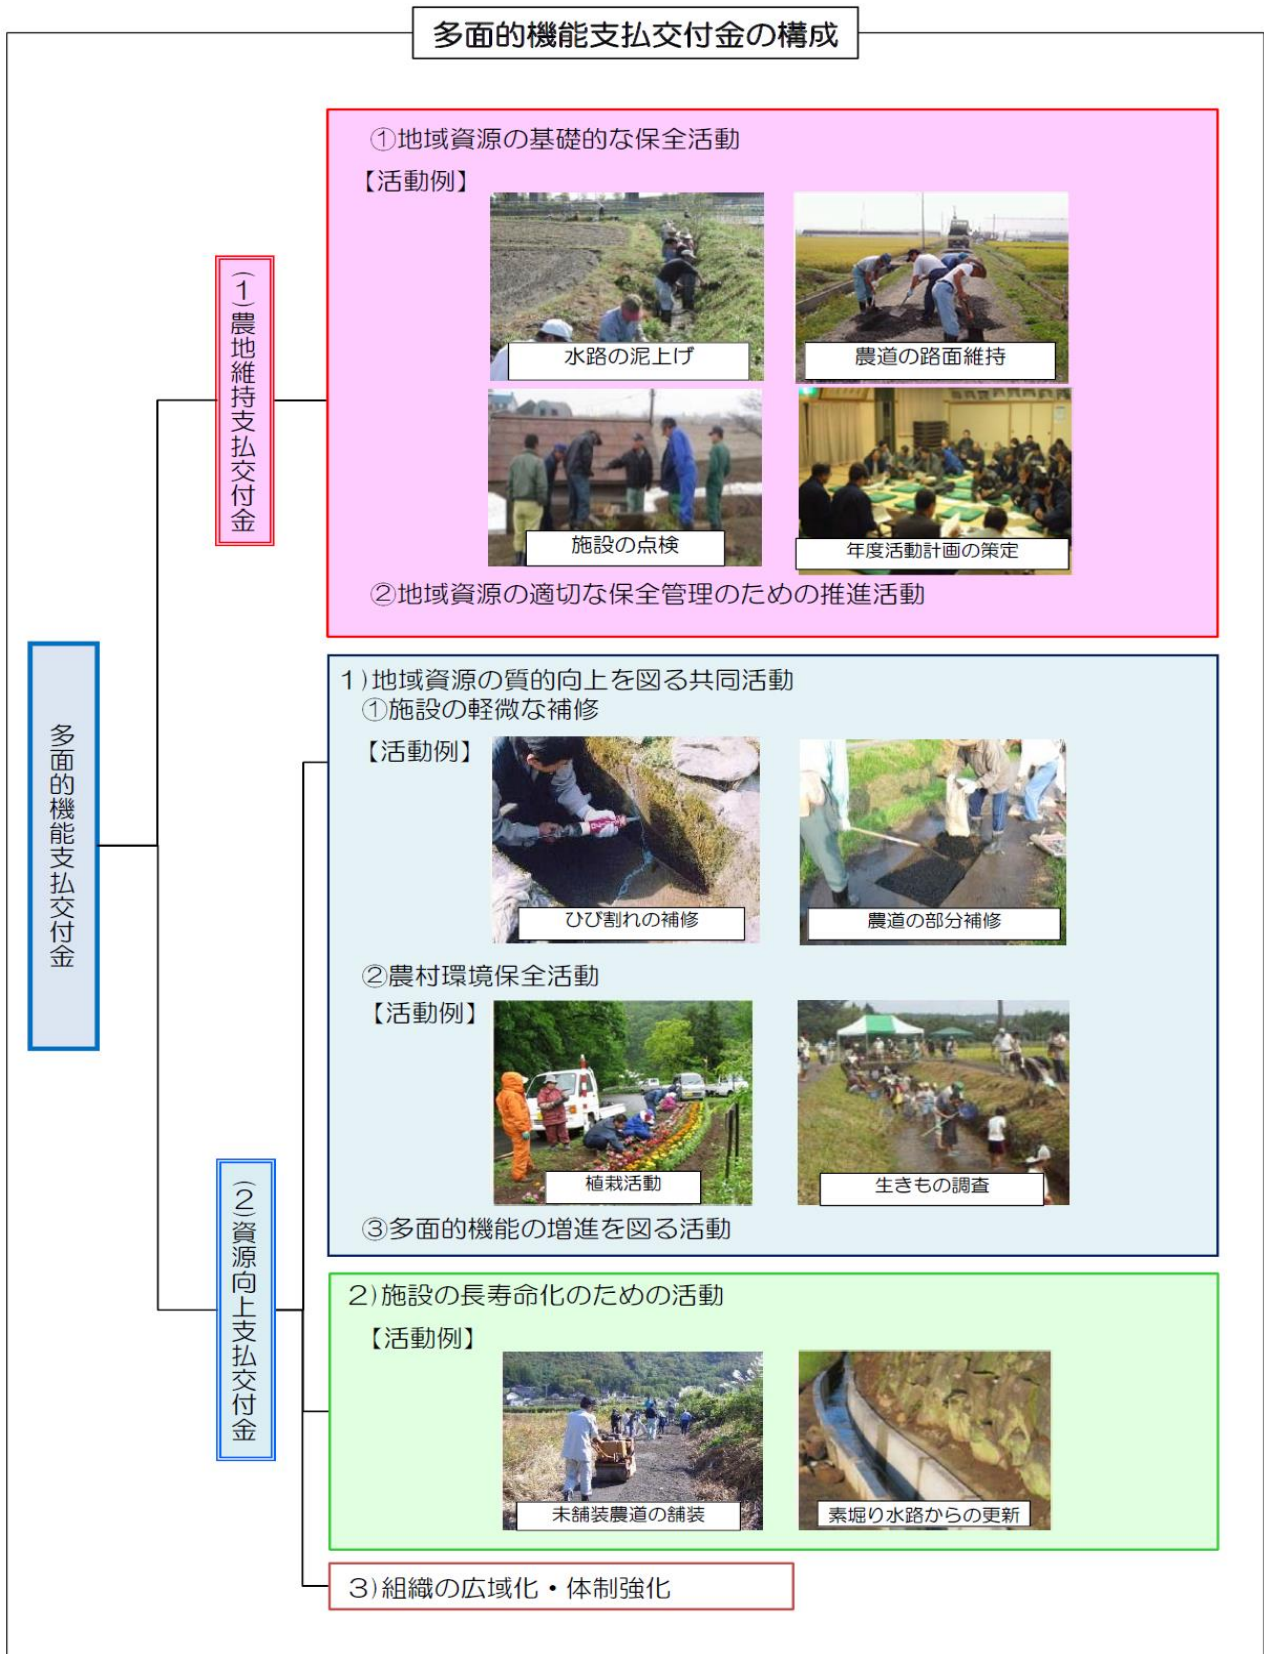 多面的機能支払交付金の構成
多面的機能支払交付金
(1)農地維持支払交付金
①地域資源の基礎的な保全活動
【活動例】
水路の泥上げ
農道の路面維持
施設の点検
年度活動計画の策定
②地域資源の適切な保全管理のための推進活動
(2)資源向上支払交付金
1)地域資源の質的向上を図る共同活動
①施設の軽微な補修
【活動例】
ひび割れの補修
農道の部分補修
②農村環境保全活動
【活動例】
植栽活動
生きもの調査
③多面的機能の増進を図る活動
2)施設の長寿命化のための活動
【活動例】
未舗装農道の舗装
素堀り水路からの更新
3)組織の広域化・体制強化